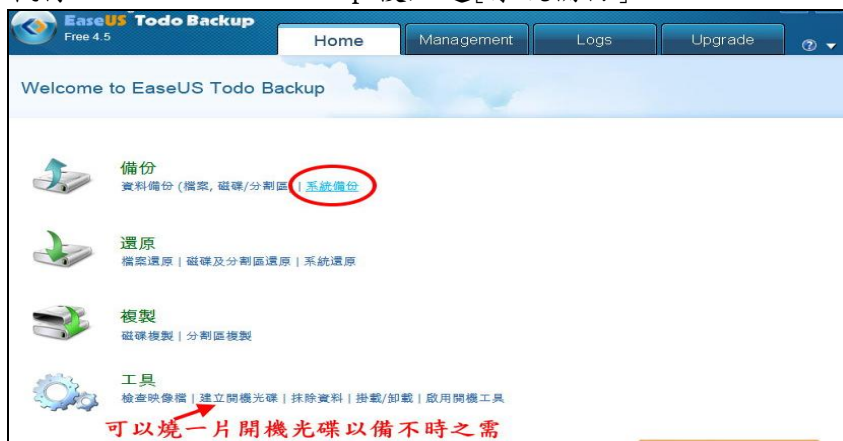 EaseUS Todo Backup
Free 4.5
Home
Management
Logs
Upgrade
Welcome to EaseUS Todo Backup
備份
資料備份 (檔案, 磁碟/分割區 | 系統備份
還原
檔案還原 | 磁碟及分割區還原 | 系統還原
複製
磁碟複製 | 分割區複製
工具
檢查映像檔 | 建立開機光碟 | 抹除資料 | 掛載/卸載 | 啟用開機工具
可以燒一片開機光碟以備不時之需